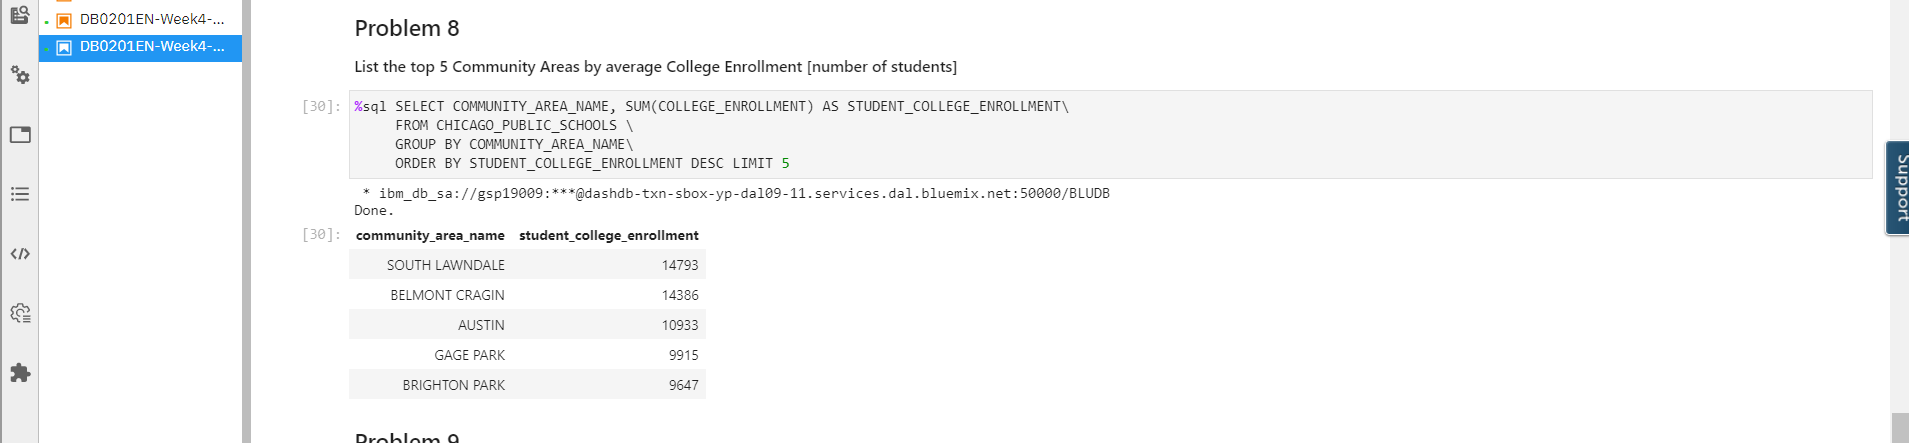 DB0201EN-Week4-...
DB0201EN-Week4-...
Problem 8
List the top 5 Community Areas by average College Enrollment [number of students]
[30]: %sql SELECT COMMUNITY_AREA_NAME, SUM(COLLEGE_ENROLLMENT) AS STUDENT_COLLEGE_ENROLLMENT\
FROM CHICAGO_PUBLIC_SCHOOLS \
GROUP BY COMMUNITY_AREA_NAME\
ORDER BY STUDENT_COLLEGE_ENROLLMENT DESC LIMIT 5
* ibm_db_sa://gsp19009:***@dashdb-txn-sbox-yp-dal09-11.services.dal.bluemix.net:50000/BLUDB
Done.
[30]: community_area_name student_college_enrollment
SOUTH LAWNDALE 14793
BELMONT CRAGIN 14386
AUSTIN 10933
GAGE PARK 9915
BRIGHTON PARK 9647
Problem 9
Support